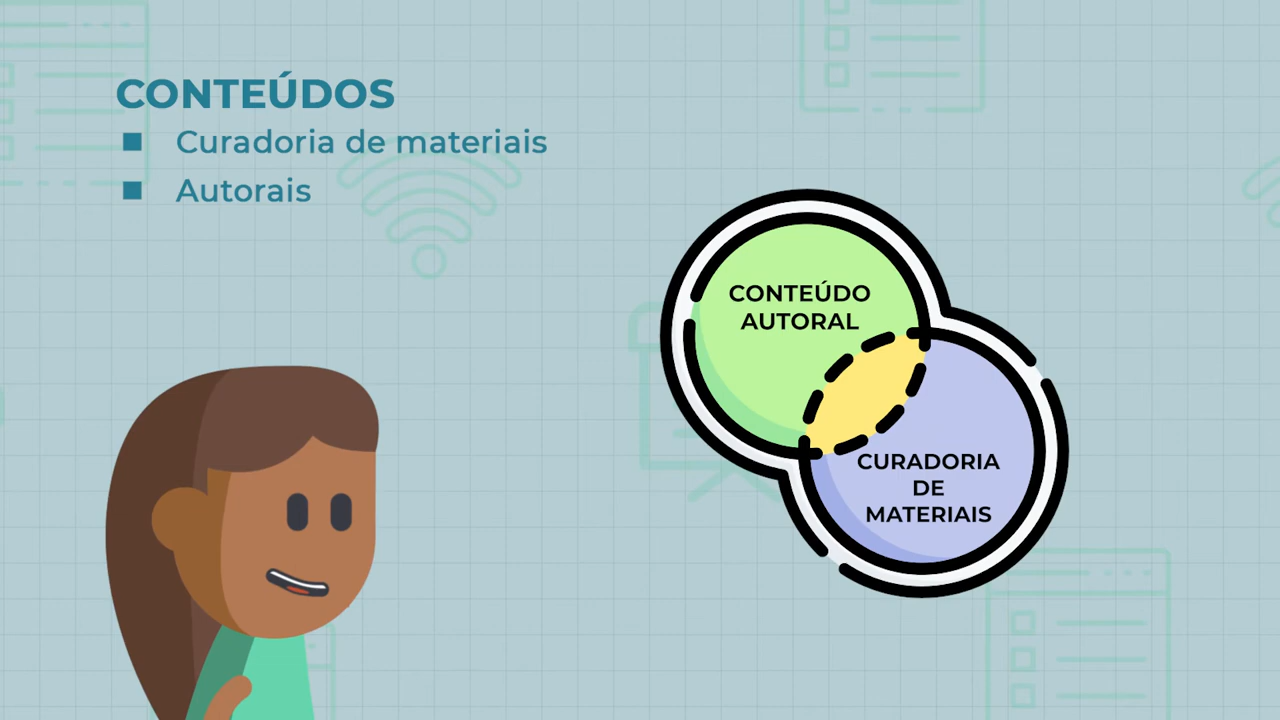 CONTEÚDOS
Curadoria de materiais
Autorais
CONTEÚDO
AUTORAL
CURADORIA
DE
MATERIAIS